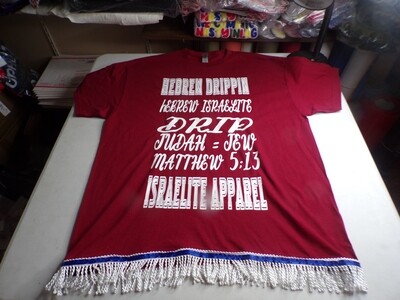 HEBREW DRIPPIN
HEBREW ISRAELITE
DRIP
JUDAH = JEW
MATTHEW 5:13
ISRAELITE APPAREL